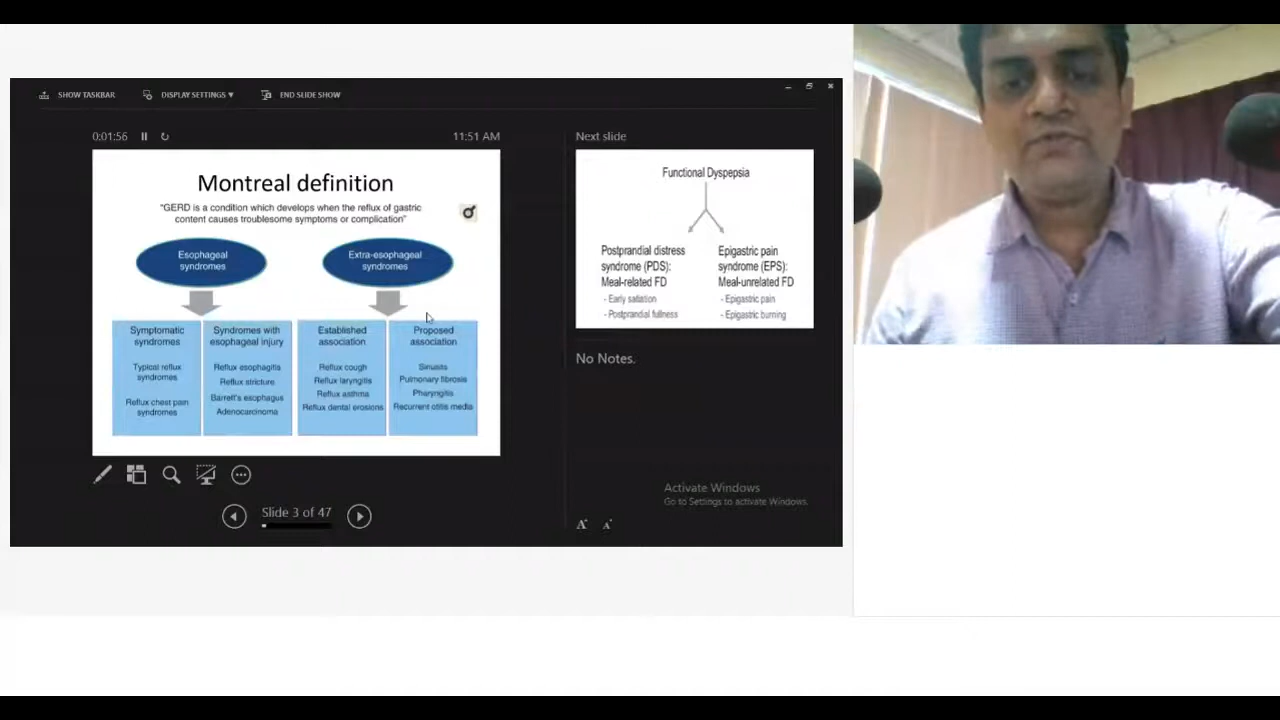 SHOW TASKBAR
DISPLAY SETTINGS ▾
END SLIDE SHOW
0:01:56
11:51 AM
Montreal definition
“GERD is a condition which develops when the reflux of gastric
content causes troublesome symptoms or complication”
Esophageal
syndromes
Extra-esophageal
syndromes
Symptomatic
syndromes
Typical reflux
syndromes
Reflux chest pain
syndromes
Syndromes with
esophageal injury
Reflux esophagitis
Reflux stricture
Barrett's esophagus
Adenocarcinoma
Established
association
Reflux cough
Reflux laryngitis
Reflux asthma
Reflux dental erosions
Proposed
association
Sinusitis
Pulmonary fibrosis
Pharyngitis
Recurrent otitis media
Slide 3 of 47
Next slide
Functional Dyspepsia
Postprandial distress
syndrome (PDS):
Meal-related FD
- Early satiation
- Postprandial fullness
Epigastric pain
syndrome (EPS):
Meal-unrelated FD
- Epigastric pain
- Epigastric burning
No Notes.
Activate Windows
Go to Settings to activate Windows.
A A